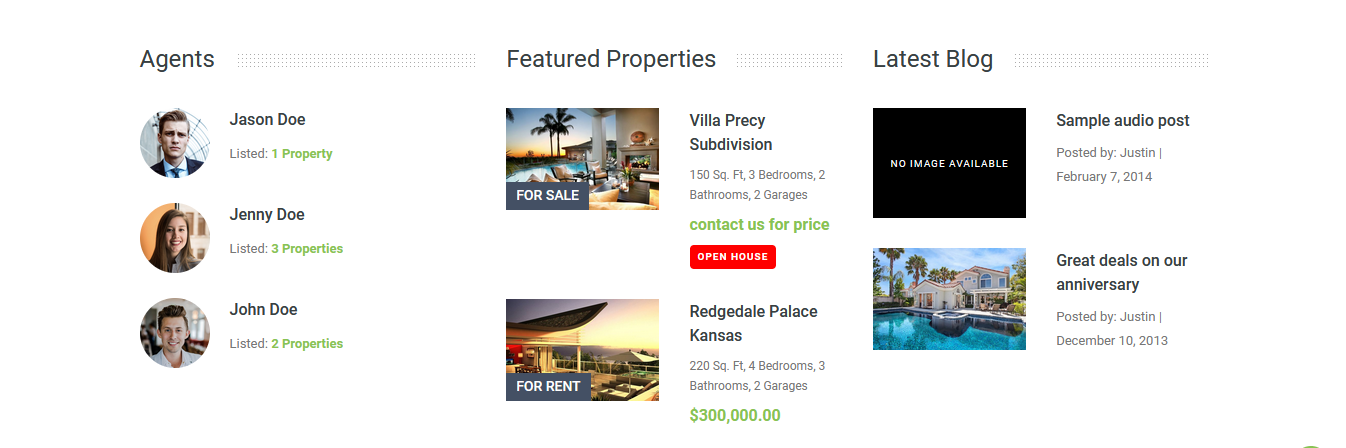 Agents
Jason Doe
Listed: 1 Property
Jenny Doe
Listed: 3 Properties
John Doe
Listed: 2 Properties
Featured Properties
FOR SALE
Villa Precy
Subdivision
150 Sq. Ft, 3 Bedrooms, 2
Bathrooms, 2 Garages
contact us for price
OPEN HOUSE
FOR RENT
Redgedale Palace
Kansas
220 Sq. Ft, 4 Bedrooms, 3
Bathrooms, 2 Garages
$300,000.00
Latest Blog
NO IMAGE AVAILABLE
Sample audio post
Posted by: Justin |
February 7, 2014
Great deals on our
anniversary
Posted by: Justin |
December 10, 2013